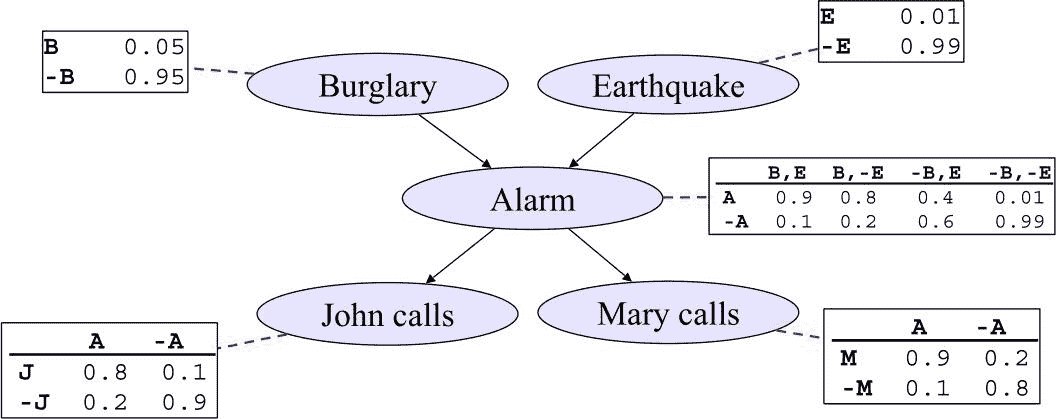 B 0.05
-B 0.95
E 0.01
-E 0.99
Burglary
Earthquake
Alarm
B,E B,-E -B,E -B,-E
A 0.9 0.8 0.4 0.01
-A 0.1 0.2 0.6 0.99
John calls
Mary calls
A -A
J 0.8 0.1
-J 0.2 0.9
A -A
M 0.9 0.2
-M 0.1 0.8